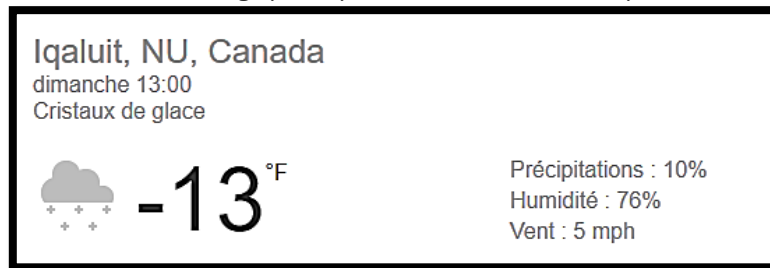 Iqaluit, NU, Canada
dimanche 13:00
Cristaux de glace
-13 °F
Précipitations : 10%
Humidité : 76%
Vent : 5 mph